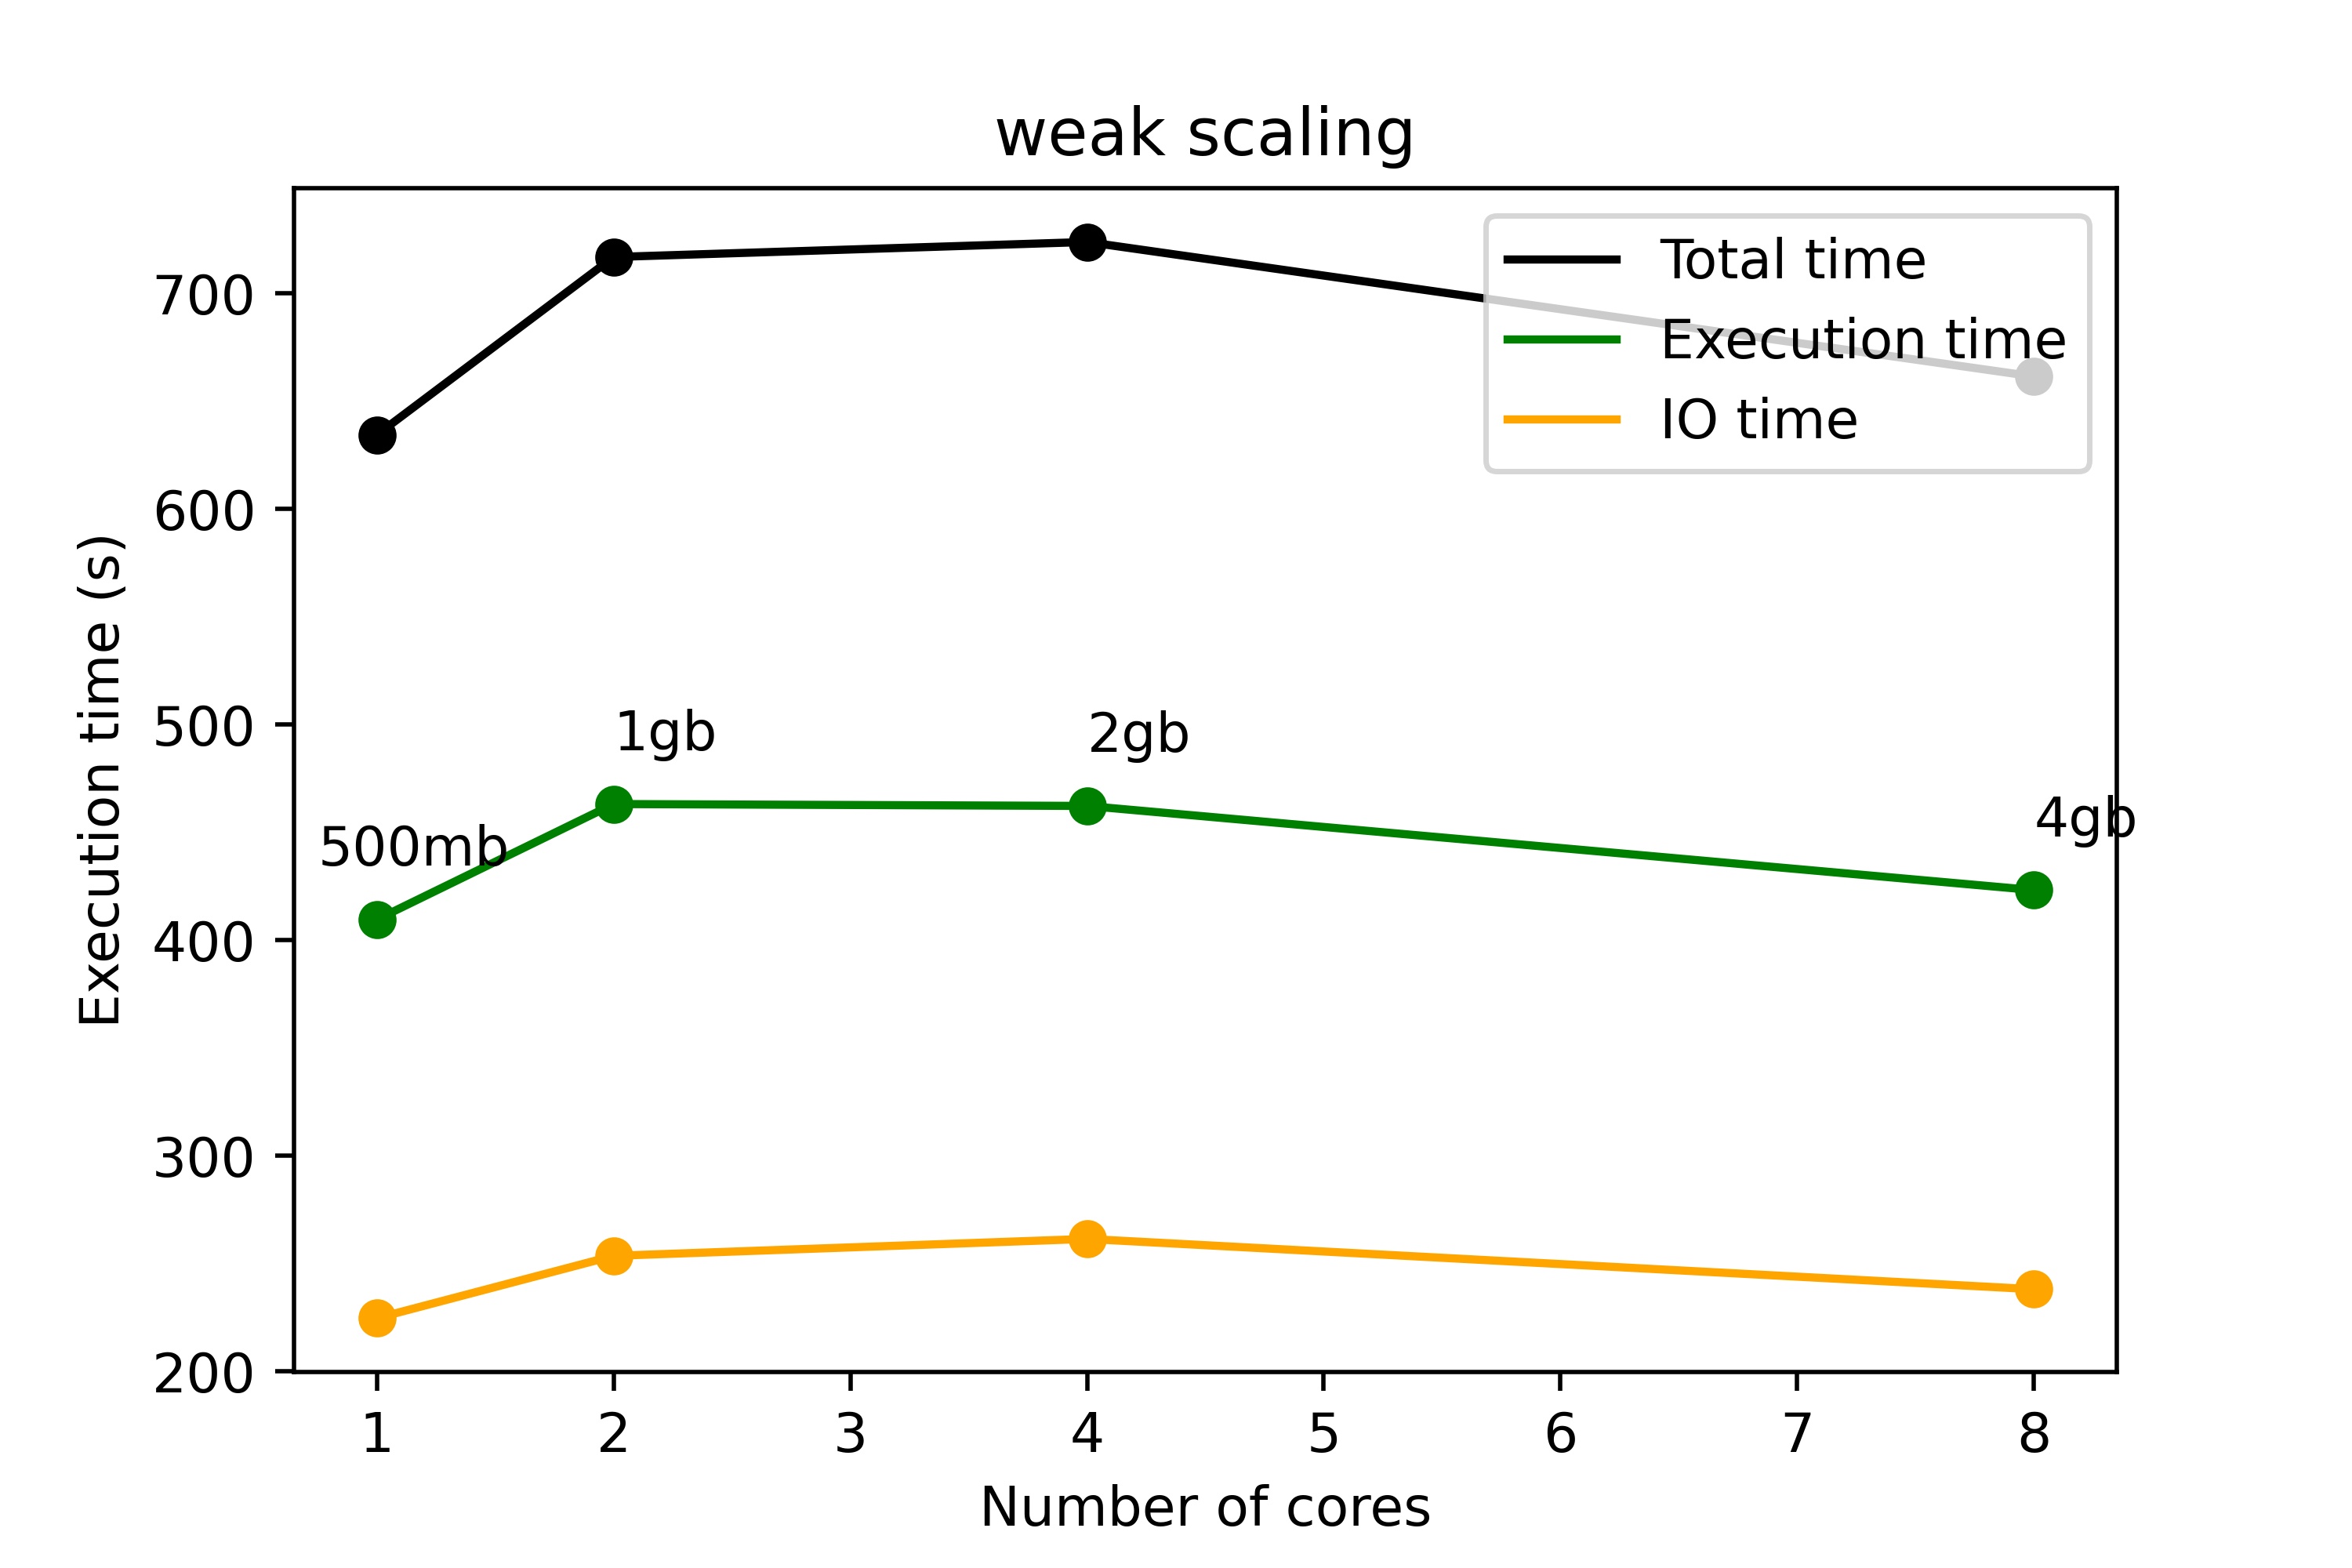 weak scaling
Total time
Execution time
IO time
Execution time (s)
700
600
500
400
300
200
500mb
1gb
2gb
4gb
1 2 3 4 5 6 7 8
Number of cores